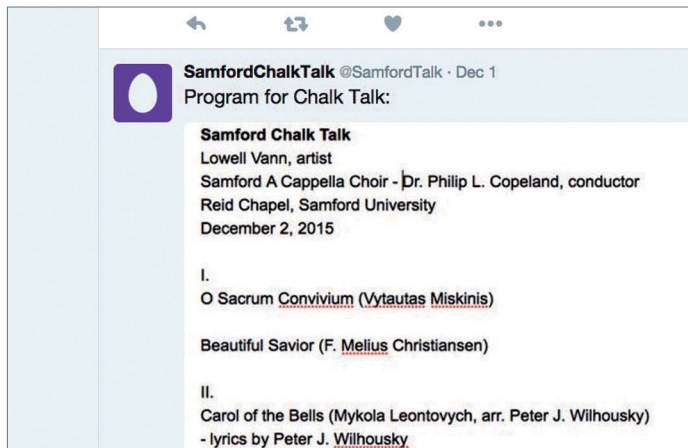 SamfordChalkTalk @SamfordTalk · Dec 1
Program for Chalk Talk:
Samford Chalk Talk
Lowell Vann, artist
Samford A Cappella Choir - Dr. Philip L. Copeland, conductor
Reid Chapel, Samford University
December 2, 2015
I.
O Sacrum Convivium (Vytautas Miskinis)
Beautiful Savior (F. Melius Christiansen)
II.
Carol of the Bells (Mykola Leontovych, arr. Peter J. Wilhousky)
- lyrics by Peter J. Wilhousky